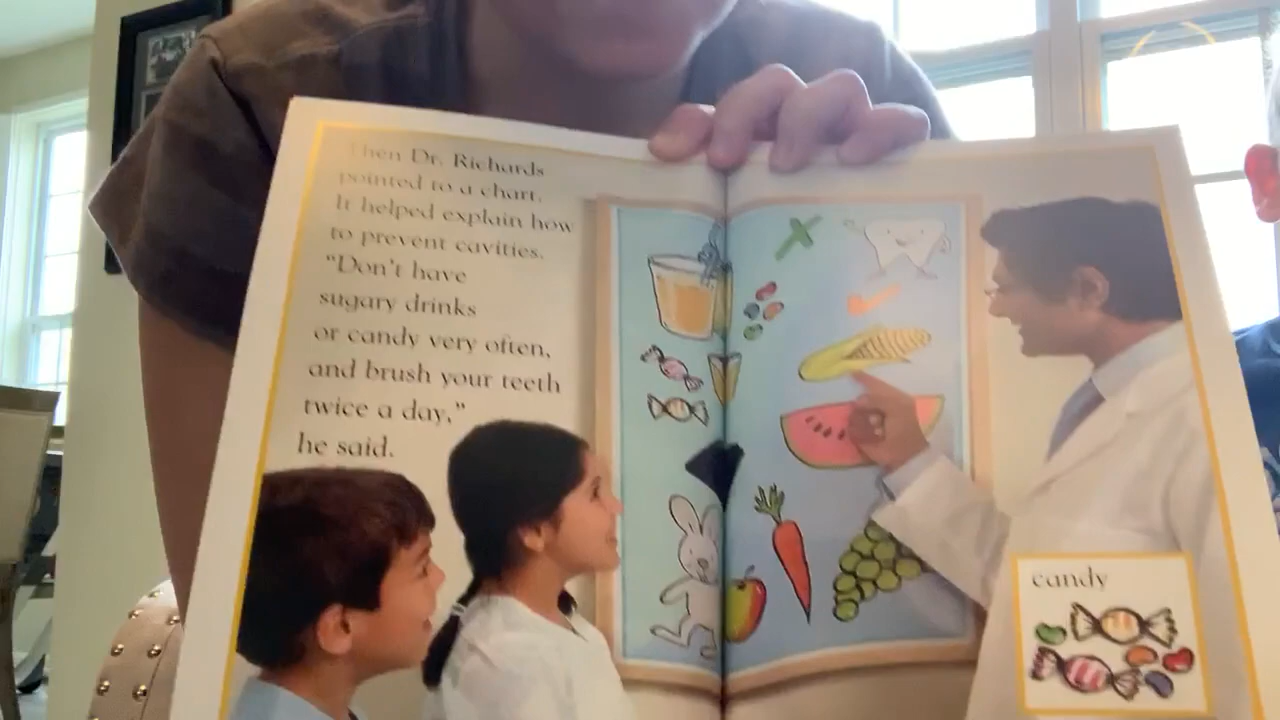 Then Dr. Richards
pointed to a chart.
It helped explain how
to prevent cavities.
“Don’t have
sugary drinks
or candy very often,
and brush your teeth
twice a day,”
he said.
candy